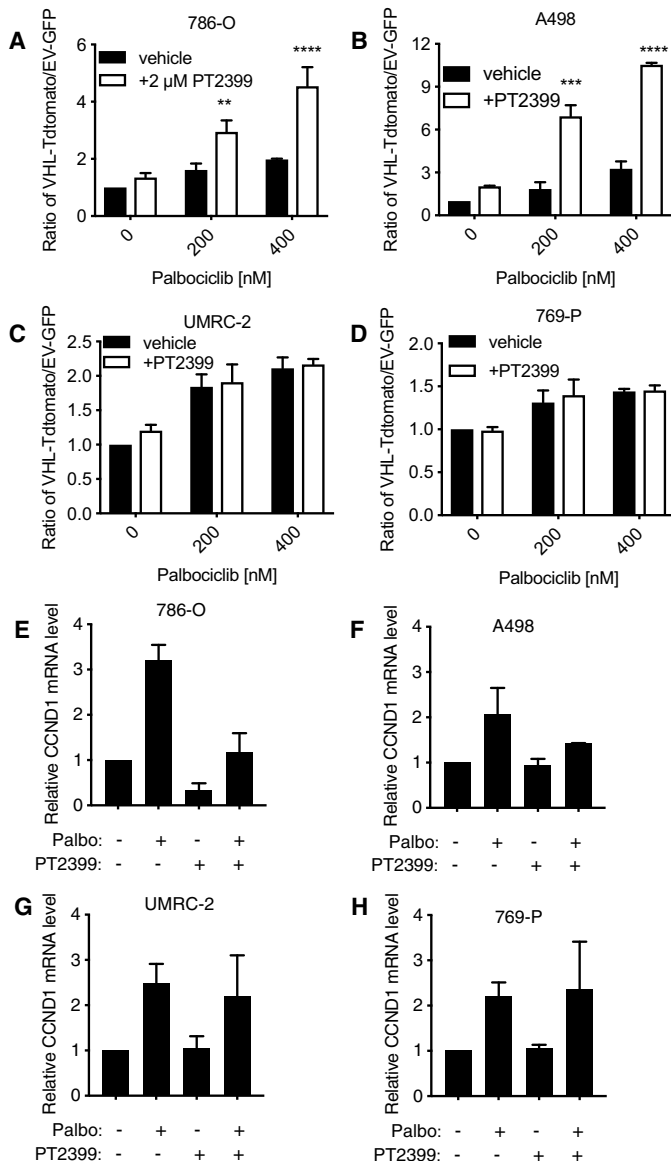 A
786-O
Ratio of VHL-Tdtomato/EV-GFP
6
4
2
0
vehicle
+2 µM PT2399
**
****
0
200
400
Palbociclib [nM]
B
A498
Ratio of VHL-Tdtomato/EV-GFP
12
9
6
3
0
vehicle
+PT2399
***
****
0
200
400
Palbociclib [nM]
C
UMRC-2
Ratio of VHL-Tdtomato/EV-GFP
2.5
2.0
1.5
1.0
0.5
0.0
vehicle
+PT2399
0
200
400
Palbociclib [nM]
D
769-P
Ratio of VHL-Tdtomato/EV-GFP
2.0
1.5
1.0
0.5
0.0
vehicle
+PT2399
0
200
400
Palbociclib [nM]
E
786-O
Relative CCND1 mRNA level
4
3
2
1
0
Palbo: - + - +
PT2399: - - + +
F
A498
Relative CCND1 mRNA level
4
3
2
1
0
Palbo: - + - +
PT2399: - - + +
G
UMRC-2
Relative CCND1 mRNA level
4
3
2
1
0
Palbo: - + - +
PT2399: - - + +
H
769-P
Relative CCND1 mRNA level
4
3
2
1
0
Palbo: - + - +
PT2399: - - + +